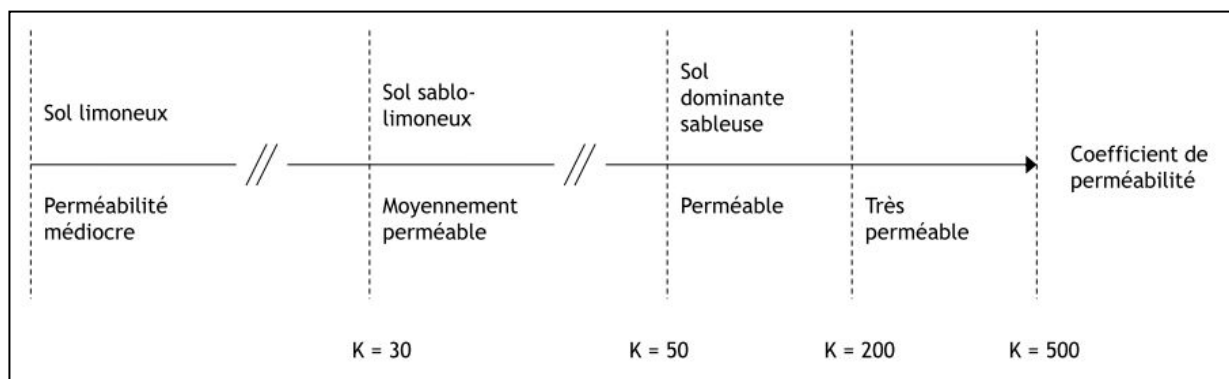 Sol limoneux
Sol sablo-
limoneux
Sol
dominante
sableuse
Coefficient de
perméabilité
Perméabilité
médiocre
Moyennement
perméable
Perméable
Très
perméable
K = 30
K = 50
K = 200
K = 500